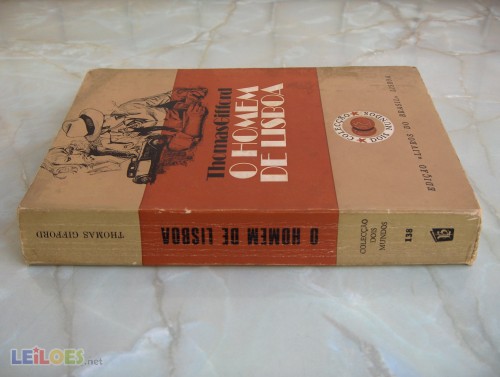 Thomas Gifford
O HOMEM
DE LISBOA
COLECÇÃO
DOIS MUNDOS
EDIÇÃO «LIVROS DO BRASIL» LISBOA
THOMAS GIFFORD
O HOMEM DE LISBOA
COLECÇÃO
DOIS
MUNDOS
138
LEiLOES.net